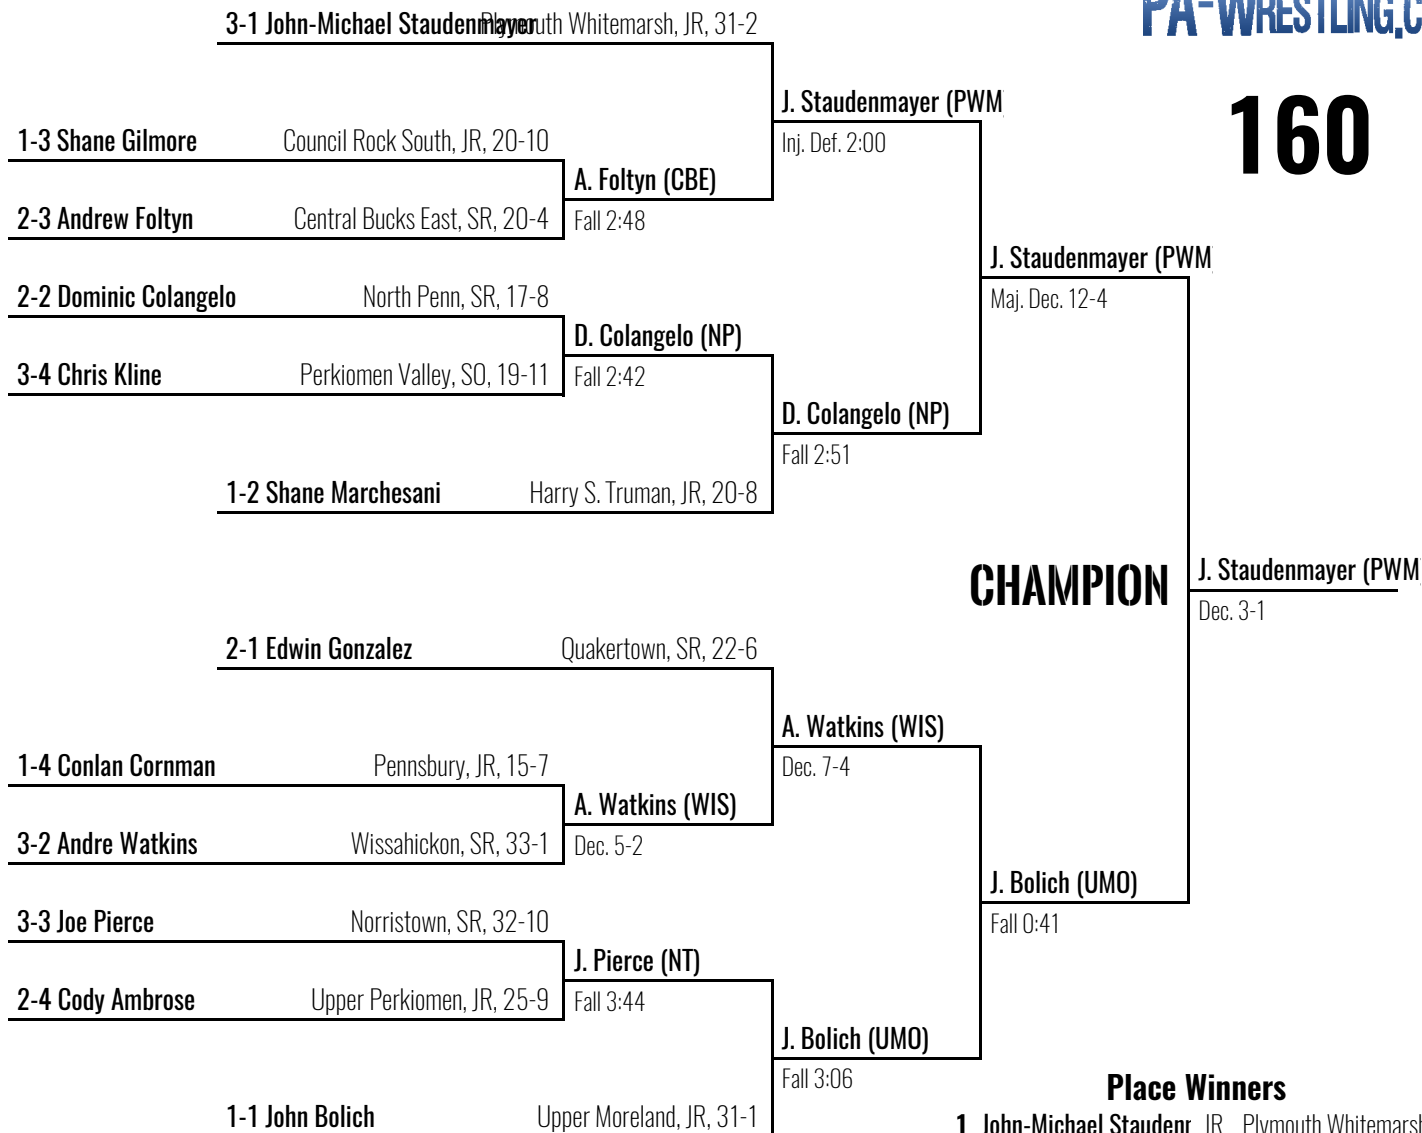 PA-WRESTLING.C
160
3-1 John-Michael Staudenmayer Plymouth Whitemarsh, JR, 31-2
J. Staudenmayer (PWM)
Inj. Def. 2:00
1-3 Shane Gilmore Council Rock South, JR, 20-10
A. Foltyn (CBE)
Fall 2:48
2-3 Andrew Foltyn Central Bucks East, SR, 20-4
J. Staudenmayer (PWM)
Maj. Dec. 12-4
2-2 Dominic Colangelo North Penn, SR, 17-8
D. Colangelo (NP)
Fall 2:42
3-4 Chris Kline Perkiomen Valley, SO, 19-11
D. Colangelo (NP)
Fall 2:51
1-2 Shane Marchesani Harry S. Truman, JR, 20-8
CHAMPION
J. Staudenmayer (PWM)
Dec. 3-1
2-1 Edwin Gonzalez Quakertown, SR, 22-6
A. Watkins (WIS)
Dec. 7-4
1-4 Conlan Cornman Pennsbury, JR, 15-7
A. Watkins (WIS)
Dec. 5-2
3-2 Andre Watkins Wissahickon, SR, 33-1
J. Bolich (UMO)
Fall 0:41
3-3 Joe Pierce Norristown, SR, 32-10
J. Pierce (NT)
Fall 3:44
2-4 Cody Ambrose Upper Perkiomen, JR, 25-9
J. Bolich (UMO)
Fall 3:06
1-1 John Bolich Upper Moreland, JR, 31-1
Place Winners
1 John-Michael Staudenr JR Plymouth Whitemarsh